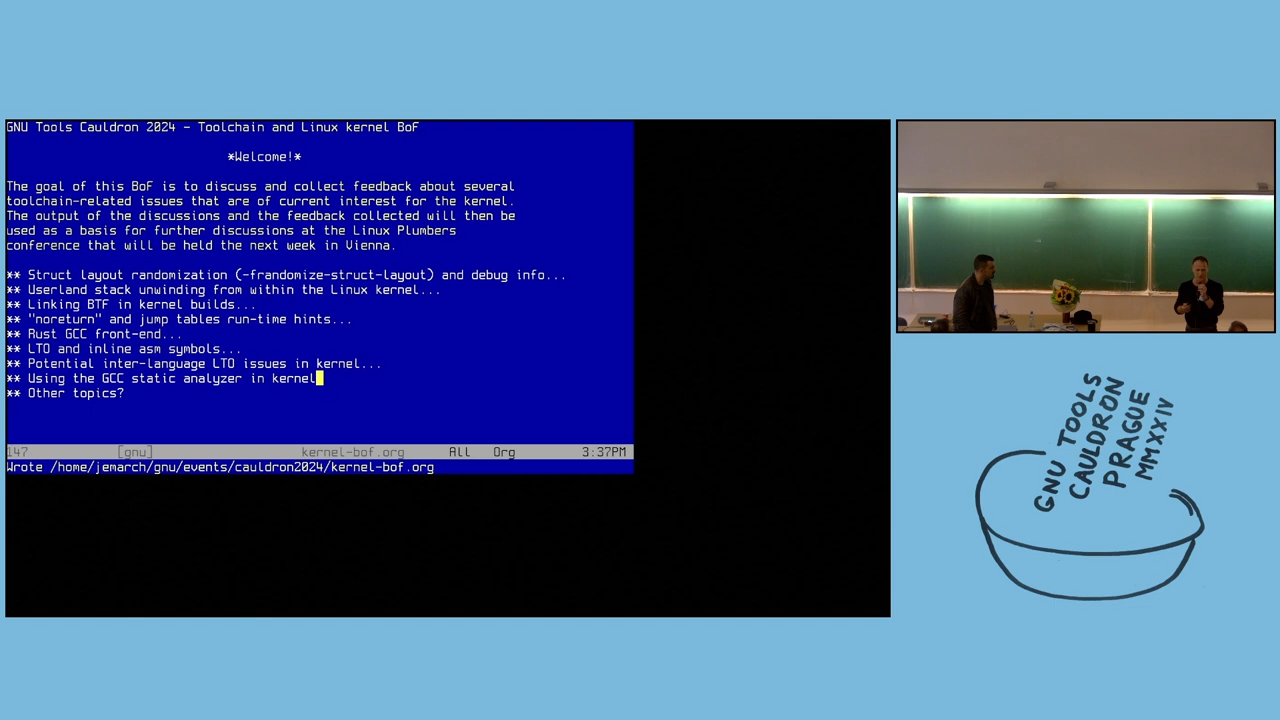 GNU Tools Cauldron 2024 - Toolchain and Linux kernel BoF
*Welcome!*
The goal of this BoF is to discuss and collect feedback about several
toolchain-related issues that are of current interest for the kernel.
The output of the discussions and the feedback collected will then be
used as a basis for further discussions at the Linux Plumbers
conference that will be held the next week in Vienna.
** Struct layout randomization (-frandomize-struct-layout) and debug info...
** Userland stack unwinding from within the Linux kernel...
** Linking BTF in kernel builds...
** "noreturn" and jump tables run-time hints...
** Rust GCC front-end...
** LTO and inline asm symbols...
** Potential inter-language LTO issues in kernel...
** Using the GCC static analyzer in kernel
** Other topics?
147 [gnu] kernel-bof.org All Org 3:37PM
Wrote /home/jemarch/gnu/events/cauldron2024/kernel-bof.org
GNU TOOLS
CAULDRON
PRAGUE
MMXXIV